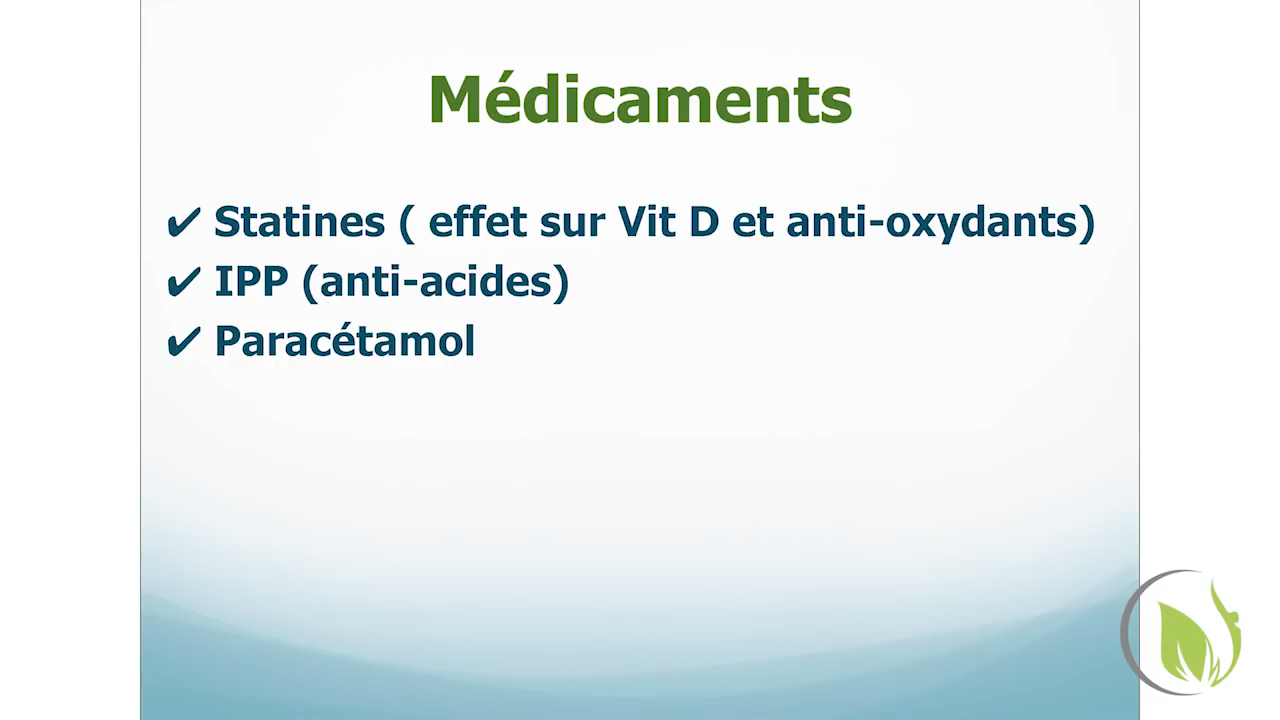 Médicaments
✔ Statines ( effet sur Vit D et anti-oxydants)
✔ IPP (anti-acides)
✔ Paracétamol